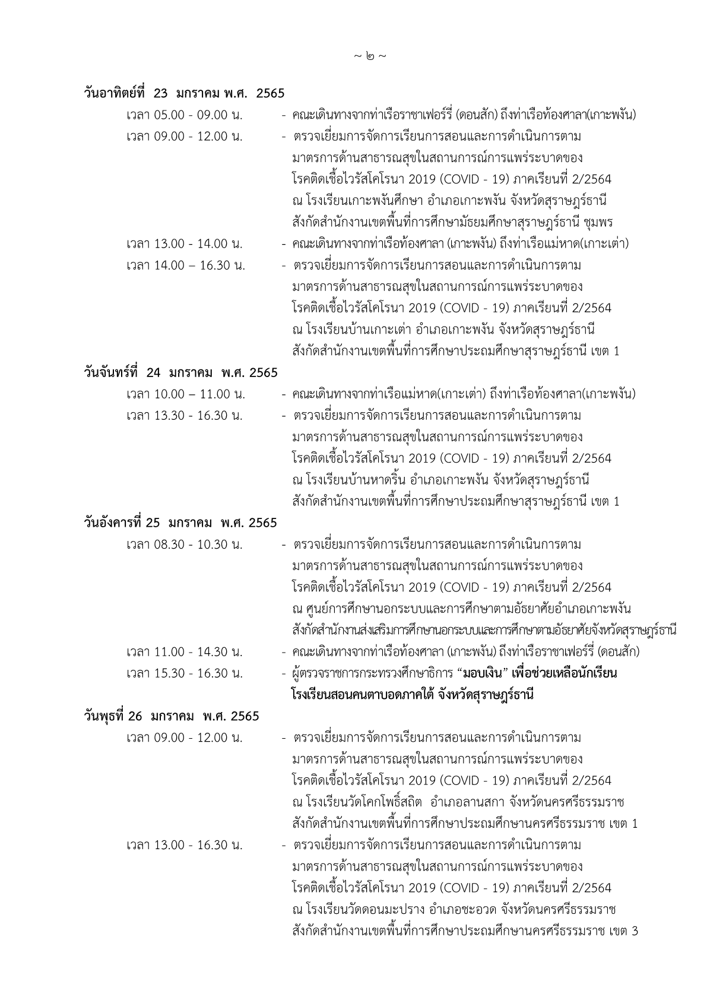 ~ ๒ ~
วันอาทิตย์ที่ 23 มกราคม พ.ศ. 2565
เวลา 05.00 - 09.00 น. - คณะเดินทางจากท่าเรือราชาเฟอร์รี่ (ดอนสัก) ถึงท่าเรือท้องศาลา(เกาะพงัน)
เวลา 09.00 - 12.00 น. - ตรวจเยี่ยมการจัดการเรียนการสอนและการดำเนินการตาม
มาตรการด้านสาธารณสุขในสถานการณ์การแพร่ระบาดของ
โรคติดเชื้อไวรัสโคโรนา 2019 (COVID - 19) ภาคเรียนที่ 2/2564
ณ โรงเรียนเกาะพงันศึกษา อำเภอเกาะพงัน จังหวัดสุราษฎร์ธานี
สังกัดสำนักงานเขตพื้นที่การศึกษามัธยมศึกษาสุราษฎร์ธานี ชุมพร
เวลา 13.00 - 14.00 น. - คณะเดินทางจากท่าเรือท้องศาลา (เกาะพงัน) ถึงท่าเรือแม่หาด(เกาะเต่า)
เวลา 14.00 – 16.30 น. - ตรวจเยี่ยมการจัดการเรียนการสอนและการดำเนินการตาม
มาตรการด้านสาธารณสุขในสถานการณ์การแพร่ระบาดของ
โรคติดเชื้อไวรัสโคโรนา 2019 (COVID - 19) ภาคเรียนที่ 2/2564
ณ โรงเรียนบ้านเกาะเต่า อำเภอเกาะพงัน จังหวัดสุราษฎร์ธานี
สังกัดสำนักงานเขตพื้นที่การศึกษาประถมศึกษาสุราษฎร์ธานี เขต 1
วันจันทร์ที่ 24 มกราคม พ.ศ. 2565
เวลา 10.00 – 11.00 น. - คณะเดินทางจากท่าเรือแม่หาด(เกาะเต่า) ถึงท่าเรือท้องศาลา(เกาะพงัน)
เวลา 13.30 - 16.30 น. - ตรวจเยี่ยมการจัดการเรียนการสอนและการดำเนินการตาม
มาตรการด้านสาธารณสุขในสถานการณ์การแพร่ระบาดของ
โรคติดเชื้อไวรัสโคโรนา 2019 (COVID - 19) ภาคเรียนที่ 2/2564
ณ โรงเรียนบ้านหาดริ้น อำเภอเกาะพงัน จังหวัดสุราษฎร์ธานี
สังกัดสำนักงานเขตพื้นที่การศึกษาประถมศึกษาสุราษฎร์ธานี เขต 1
วันอังคารที่ 25 มกราคม พ.ศ. 2565
เวลา 08.30 - 10.30 น. - ตรวจเยี่ยมการจัดการเรียนการสอนและการดำเนินการตาม
มาตรการด้านสาธารณสุขในสถานการณ์การแพร่ระบาดของ
โรคติดเชื้อไวรัสโคโรนา 2019 (COVID - 19) ภาคเรียนที่ 2/2564
ณ ศูนย์การศึกษานอกระบบและการศึกษาตามอัธยาศัยอำเภอเกาะพงัน
สังกัดสำนักงานส่งเสริมการศึกษานอกระบบและการศึกษาตามอัธยาศัยจังหวัดสุราษฎร์ธานี
เวลา 11.00 - 14.30 น. - คณะเดินทางจากท่าเรือท้องศาลา (เกาะพงัน) ถึงท่าเรือราชาเฟอร์รี่ (ดอนสัก)
เวลา 15.30 - 16.30 น. - ผู้ตรวจราชการกระทรวงศึกษาธิการ “มอบเงิน” เพื่อช่วยเหลือนักเรียน
โรงเรียนสอนคนตาบอดภาคใต้ จังหวัดสุราษฎร์ธานี
วันพุธที่ 26 มกราคม พ.ศ. 2565
เวลา 09.00 - 12.00 น. - ตรวจเยี่ยมการจัดการเรียนการสอนและการดำเนินการตาม
มาตรการด้านสาธารณสุขในสถานการณ์การแพร่ระบาดของ
โรคติดเชื้อไวรัสโคโรนา 2019 (COVID - 19) ภาคเรียนที่ 2/2564
ณ โรงเรียนวัดโคกโพธิ์สถิต อำเภอลานสกา จังหวัดนครศรีธรรมราช
สังกัดสำนักงานเขตพื้นที่การศึกษาประถมศึกษานครศรีธรรมราช เขต 1
เวลา 13.00 - 16.30 น. - ตรวจเยี่ยมการจัดการเรียนการสอนและการดำเนินการตาม
มาตรการด้านสาธารณสุขในสถานการณ์การแพร่ระบาดของ
โรคติดเชื้อไวรัสโคโรนา 2019 (COVID - 19) ภาคเรียนที่ 2/2564
ณ โรงเรียนวัดดอนมะปราง อำเภอชะอวด จังหวัดนครศรีธรรมราช
สังกัดสำนักงานเขตพื้นที่การศึกษาประถมศึกษานครศรีธรรมราช เขต 3